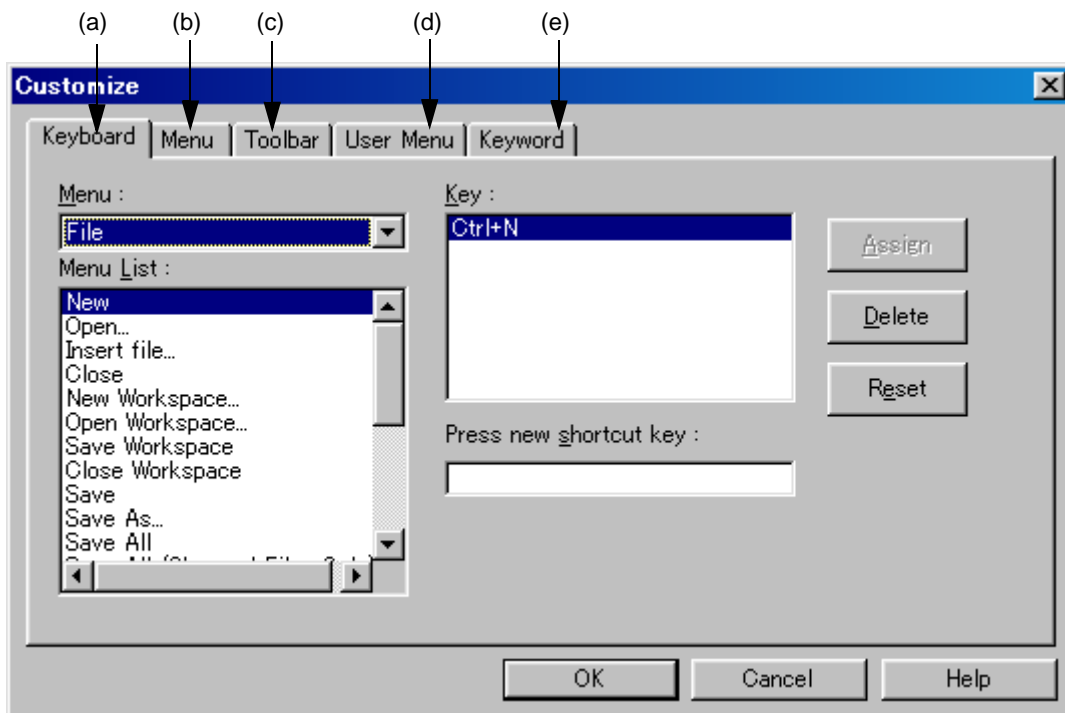 (a) (b) (c) (d) (e)
Customize
Keyboard Menu Toolbar User Menu Keyword
Menu :
File
Menu List :
New
Open...
Insert file...
Close
New Workspace...
Open Workspace...
Save Workspace
Close Workspace
Save
Save As...
Save All
Key :
Ctrl+N
Press new shortcut key :
Assign
Delete
Reset
OK Cancel Help